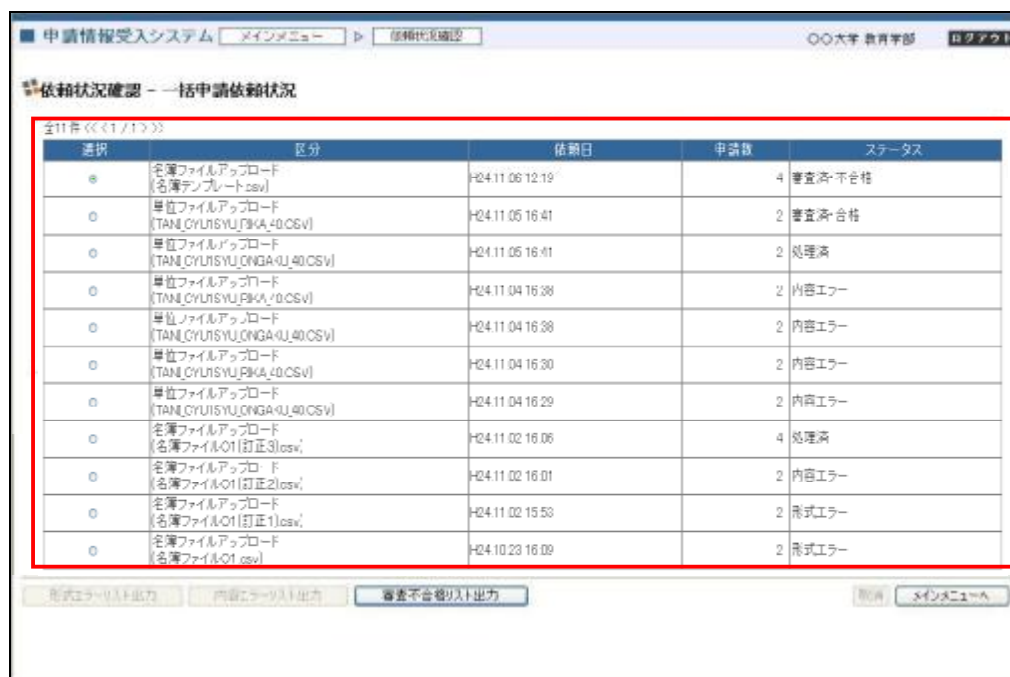 ■ 申請情報受入システム メインメニュー ▷ 依頼状況確認 〇〇大学 教育学部 ログアウト
依頼状況確認 - 一括申請依頼状況
全11件<< <1 / 1> >>
選択 区分 依頼日 申請数 ステータス
名簿ファイルアップロード
(名簿テンプレート.csv) H24.11.06 12:19 4 審査済・不合格
単位ファイルアップロード
(TANI_GYUISYU_RIKA_40.CSV) H24.11.05 16:41 2 審査済・合格
単位ファイルアップロード
(TANI_GYUISYU_ONGAKU_40.CSV) H24.11.05 16:41 2 処理済
単位ファイルアップロード
(TANI_GYUISYU_RIKA_40.CSV) H24.11.04 16:38 2 内容エラー
単位ファイルアップロード
(TANI_GYUISYU_ONGAKU_40.CSV) H24.11.04 16:38 2 内容エラー
単位ファイルアップロード
(TANI_GYUISYU_RIKA_40.CSV) H24.11.04 16:30 2 内容エラー
単位ファイルアップロード
(TANI_GYUISYU_ONGAKU_40.CSV) H24.11.04 16:29 2 内容エラー
名簿ファイルアップロード
(名簿ファイル01(訂正3).csv) H24.11.02 16:06 4 処理済
名簿ファイルアップロード
(名簿ファイル01(訂正2).csv) H24.11.02 16:01 2 内容エラー
名簿ファイルアップロード
(名簿ファイル01(訂正1).csv) H24.11.02 15:53 2 形式エラー
名簿ファイルアップロード
(名簿ファイル01.csv) H24.10.23 16:09 2 形式エラー
形式エラーリスト出力 内容エラーリスト出力 審査不合格リスト出力 取消 メインメニューへ